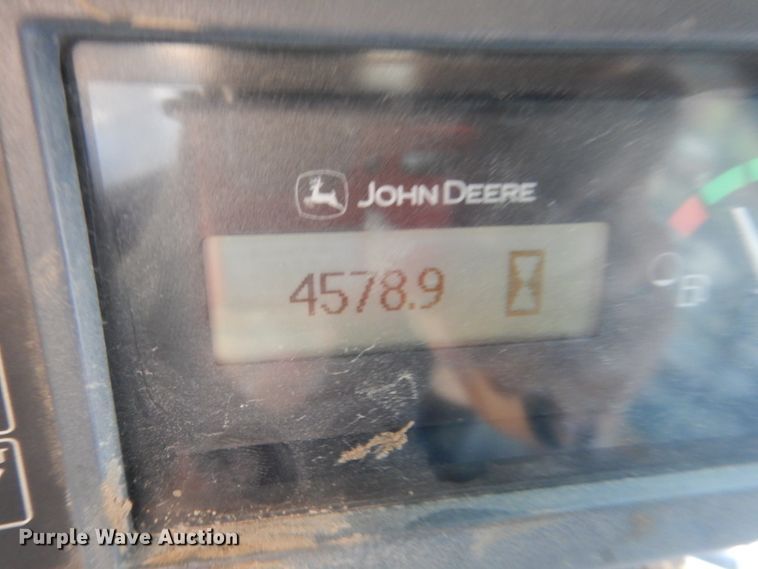 JOHN DEERE
4578.9
Purple Wave Auction